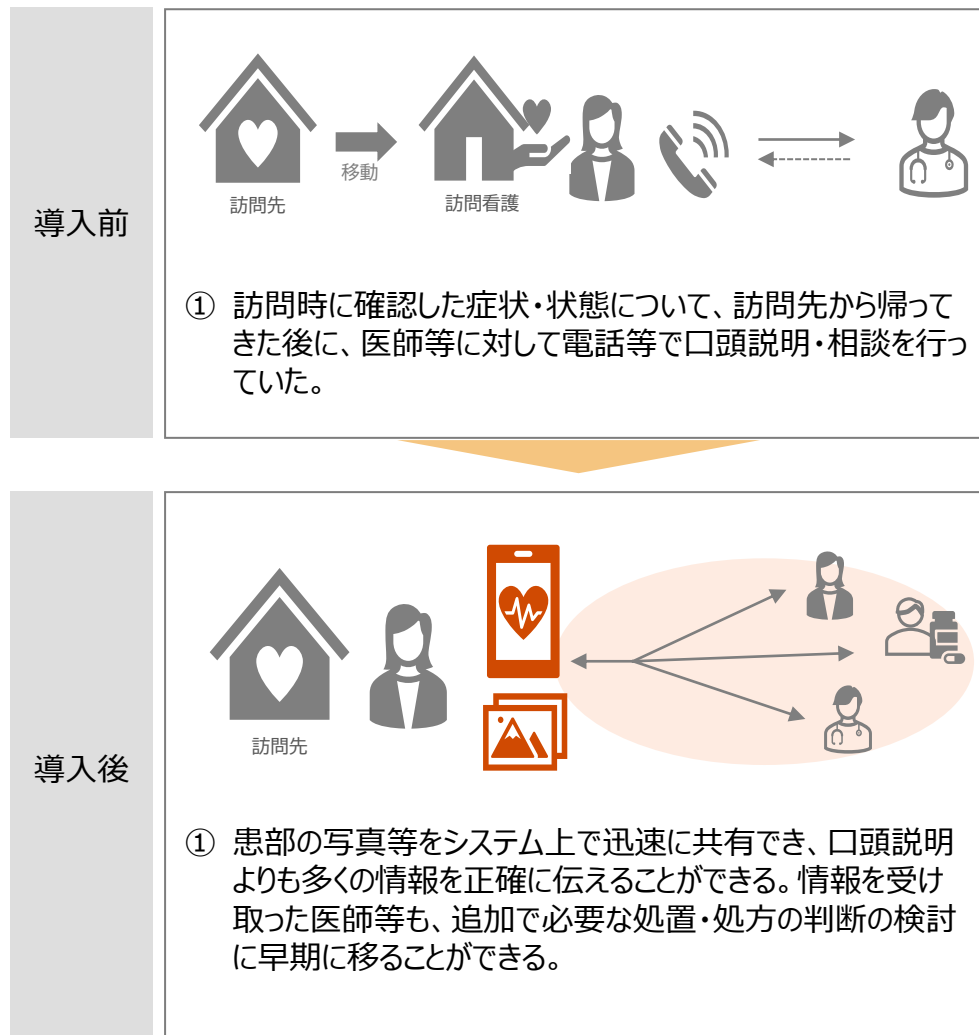 導入前
訪問先
移動
訪問看護
① 訪問時に確認した症状・状態について、訪問先から帰って
きた後に、医師等に対して電話等で口頭説明・相談を行っ
ていた。
導入後
訪問先
① 患部の写真等をシステム上で迅速に共有でき、口頭説明
よりも多くの情報を正確に伝えることができる。情報を受け
取った医師等も、追加で必要な処置・処方の判断の検討
に早期に移ることができる。